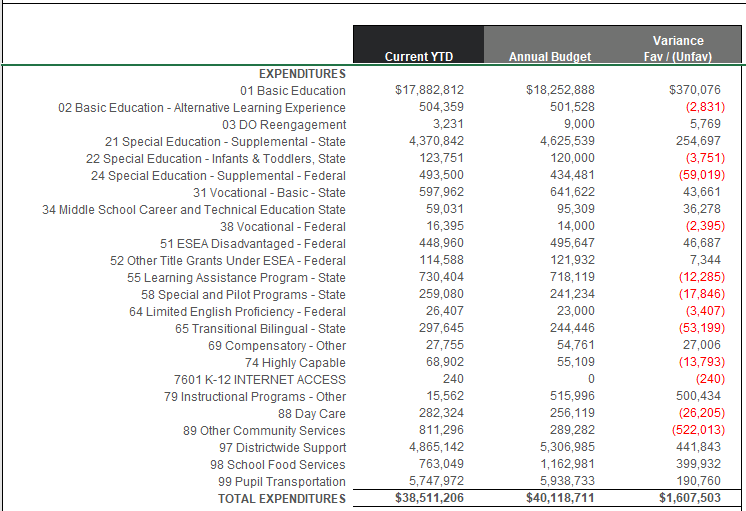 Variance
Current YTD Annual Budget Fav / (Unfav)
EXPENDITURES
01 Basic Education $17,882,812 $18,252,888 $370,076
02 Basic Education - Alternative Learning Experience 504,359 501,528 (2,831)
03 DO Reengagement 3,231 9,000 5,769
21 Special Education - Supplemental - State 4,370,842 4,625,539 254,697
22 Special Education - Infants & Toddlers, State 123,751 120,000 (3,751)
24 Special Education - Supplemental - Federal 493,500 434,481 (59,019)
31 Vocational - Basic - State 597,962 641,622 43,661
34 Middle School Career and Technical Education State 59,031 95,309 36,278
38 Vocational - Federal 16,395 14,000 (2,395)
51 ESEA Disadvantaged - Federal 448,960 495,647 46,687
52 Other Title Grants Under ESEA - Federal 114,588 121,932 7,344
55 Learning Assistance Program - State 730,404 718,119 (12,285)
58 Special and Pilot Programs - State 259,080 241,234 (17,846)
64 Limited English Proficiency - Federal 26,407 23,000 (3,407)
65 Transitional Bilingual - State 297,645 244,446 (53,199)
69 Compensatory - Other 27,755 54,761 27,006
74 Highly Capable 68,902 55,109 (13,793)
7601 K-12 INTERNET ACCESS 240 0 (240)
79 Instructional Programs - Other 15,562 515,996 500,434
88 Day Care 282,324 256,119 (26,205)
89 Other Community Services 811,296 289,282 (522,013)
97 Districtwide Support 4,865,142 5,306,985 441,843
98 School Food Services 763,049 1,162,981 399,932
99 Pupil Transportation 5,747,972 5,938,733 190,760
TOTAL EXPENDITURES $38,511,206 $40,118,711 $1,607,503